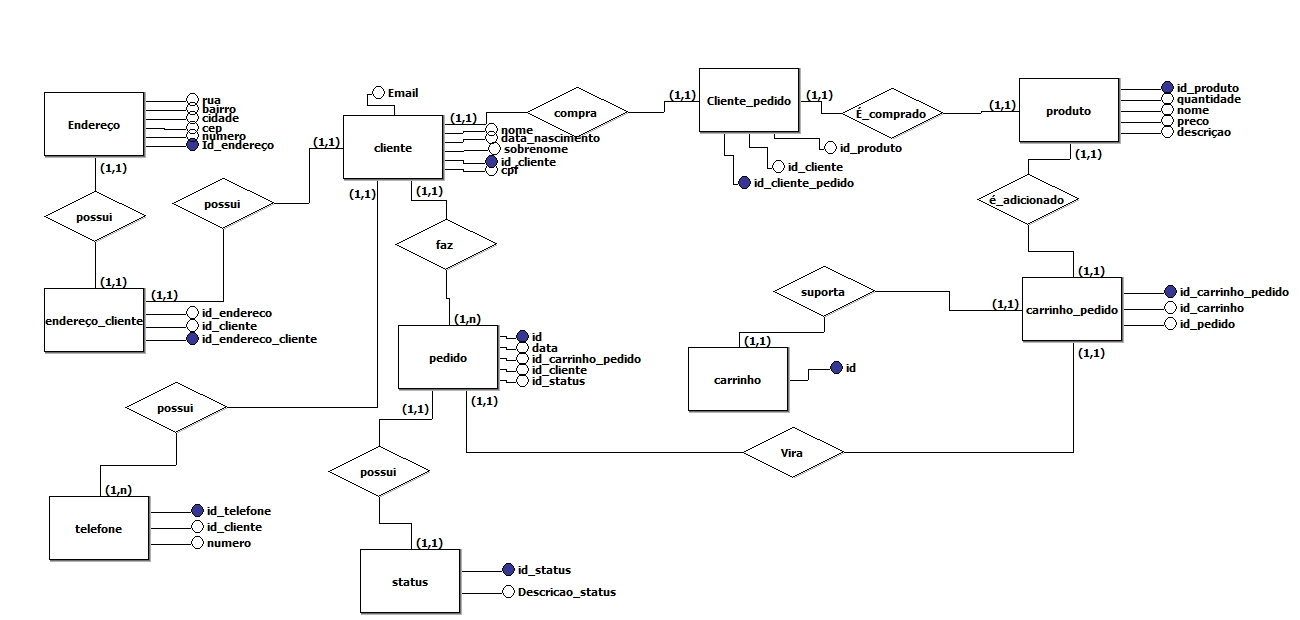 Email
rua
bairro
cidade
cep
numero
Id_endereço
Endereço
(1,1)
possui
(1,1)
possui
(1,1)
(1,1)
endereço_cliente
id_endereco
id_cliente
id_endereco_cliente
cliente
(1,1)
nome
data_nascimento
sobrenome
id_cliente
cpf
compra
(1,1)
Cliente_pedido
(1,1)
id_produto
id_cliente
id_cliente_pedido
É_comprado
(1,1)
produto
id_produto
quantidade
nome
preco
descriçao
(1,1)
é_adicionado
(1,1)
carrinho_pedido
id_carrinho_pedido
id_carrinho
id_pedido
(1,1)
suporta
(1,1)
carrinho
id
(1,1)
(1,1)
(1,1)
faz
(1,n)
pedido
id
data
id_carrinho_pedido
id_cliente
id_status
(1,1)
(1,1)
Vira
possui
(1,n)
telefone
id_telefone
id_cliente
numero
possui
(1,1)
status
id_status
Descricao_status